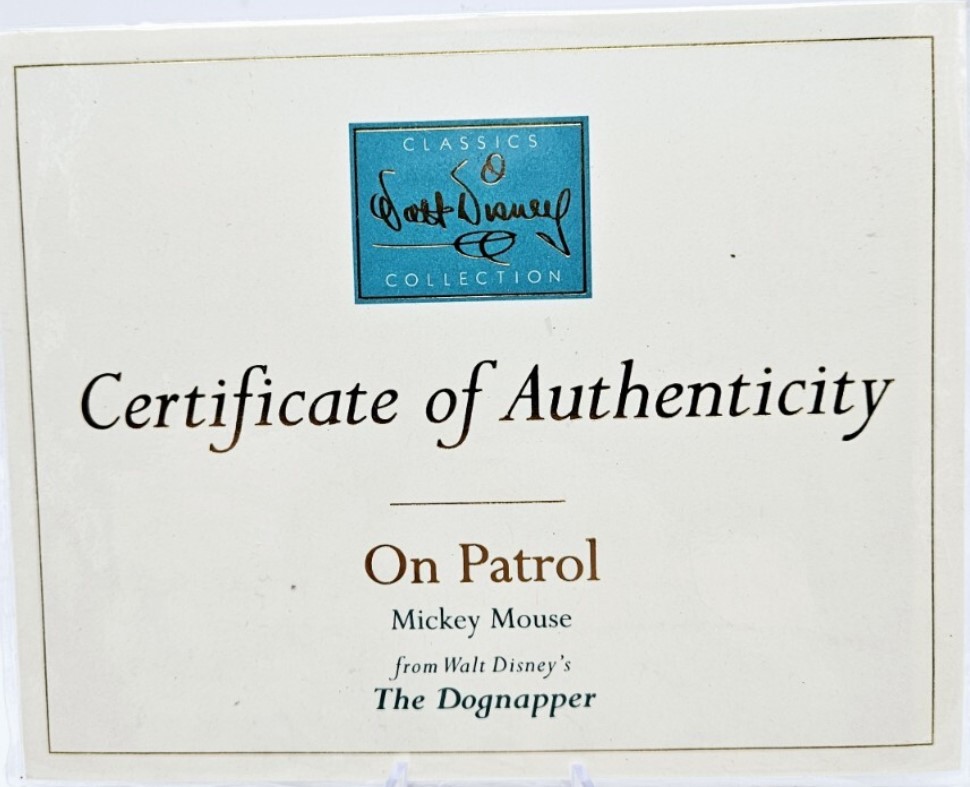 CLASSICS
Walt Disney
COLLECTION
Certificate of Authenticity
On Patrol
Mickey Mouse
from Walt Disney's
The Dognapper